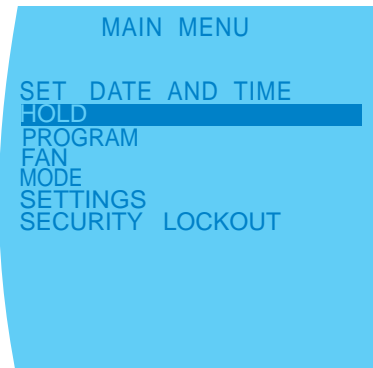 MAIN MENU
SET DATE AND TIME
HOLD
PROGRAM
FAN
MODE
SETTINGS
SECURITY LOCKOUT